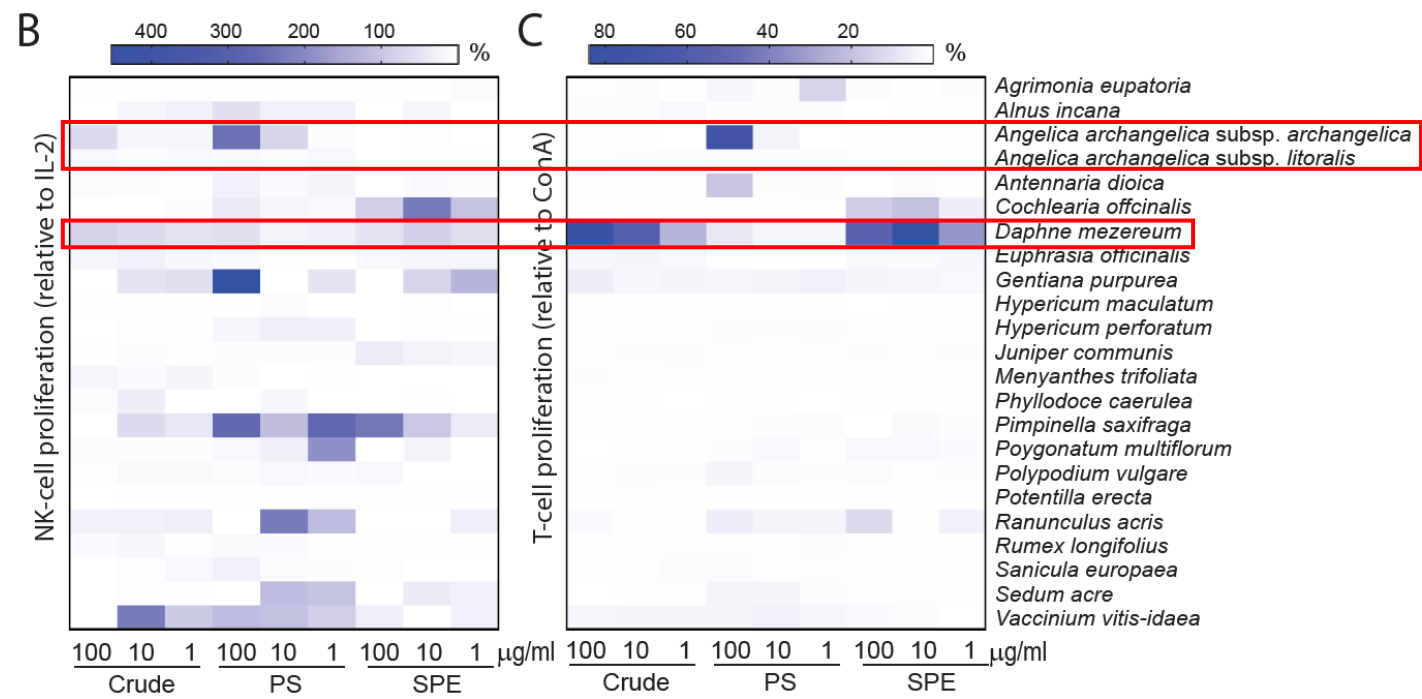 B
400 300 200 100 %
C
80 60 40 20 %
NK-cell proliferation (relative to IL-2)
T-cell proliferation (relative to ConA)
Agrimonia eupatoria
Alnus incana
Angelica archangelica subsp. archangelica
Angelica archangelica subsp. litoralis
Antennaria dioica
Cochlearia offcinalis
Daphne mezereum
Euphrasia officinalis
Gentiana purpurea
Hypericum maculatum
Hypericum perforatum
Juniper communis
Menyanthes trifoliata
Phyllodoce caerulea
Pimpinella saxifraga
Poygonatum multiflorum
Polypodium vulgare
Potentilla erecta
Ranunculus acris
Rumex longifolius
Sanicula europaea
Sedum acre
Vaccinium vitis-idaea
100 10 1 100 10 1 100 10 1 µg/ml
Crude PS SPE
100 10 1 100 10 1 100 10 1 µg/ml
Crude PS SPE